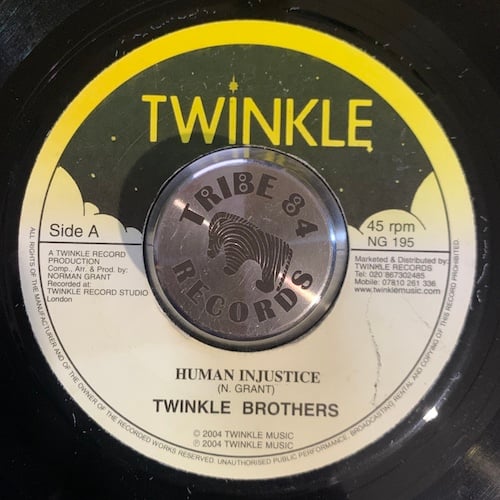 TWINKLE
TRIBE 84
RECORDS
Side A
45 rpm
NG 195
A TWINKLE RECORD
PRODUCTION
Comp., Arr. & Prod. by:
NORMAN GRANT
Recorded at:
TWINKLE RECORD STUDIO
London
Marketed & Distributed by:
TWINKLE RECORDS
Tel: 020 867302485
Mobile: 07810 261 336
www.twinklemusic.com
HUMAN INJUSTICE
(N. GRANT)
TWINKLE BROTHERS
© 2004 TWINKLE MUSIC
℗ 2004 TWINKLE MUSIC
ALL RIGHTS OF THE MANUFACTURER AND OF THE OWNER OF THE RECORDED WORKS RESERVED. UNAUTHORISED PUBLIC PERFORMANCE, BROADCASTING RENTAL AND COPYING OF THIS RECORD PROHIBITED.